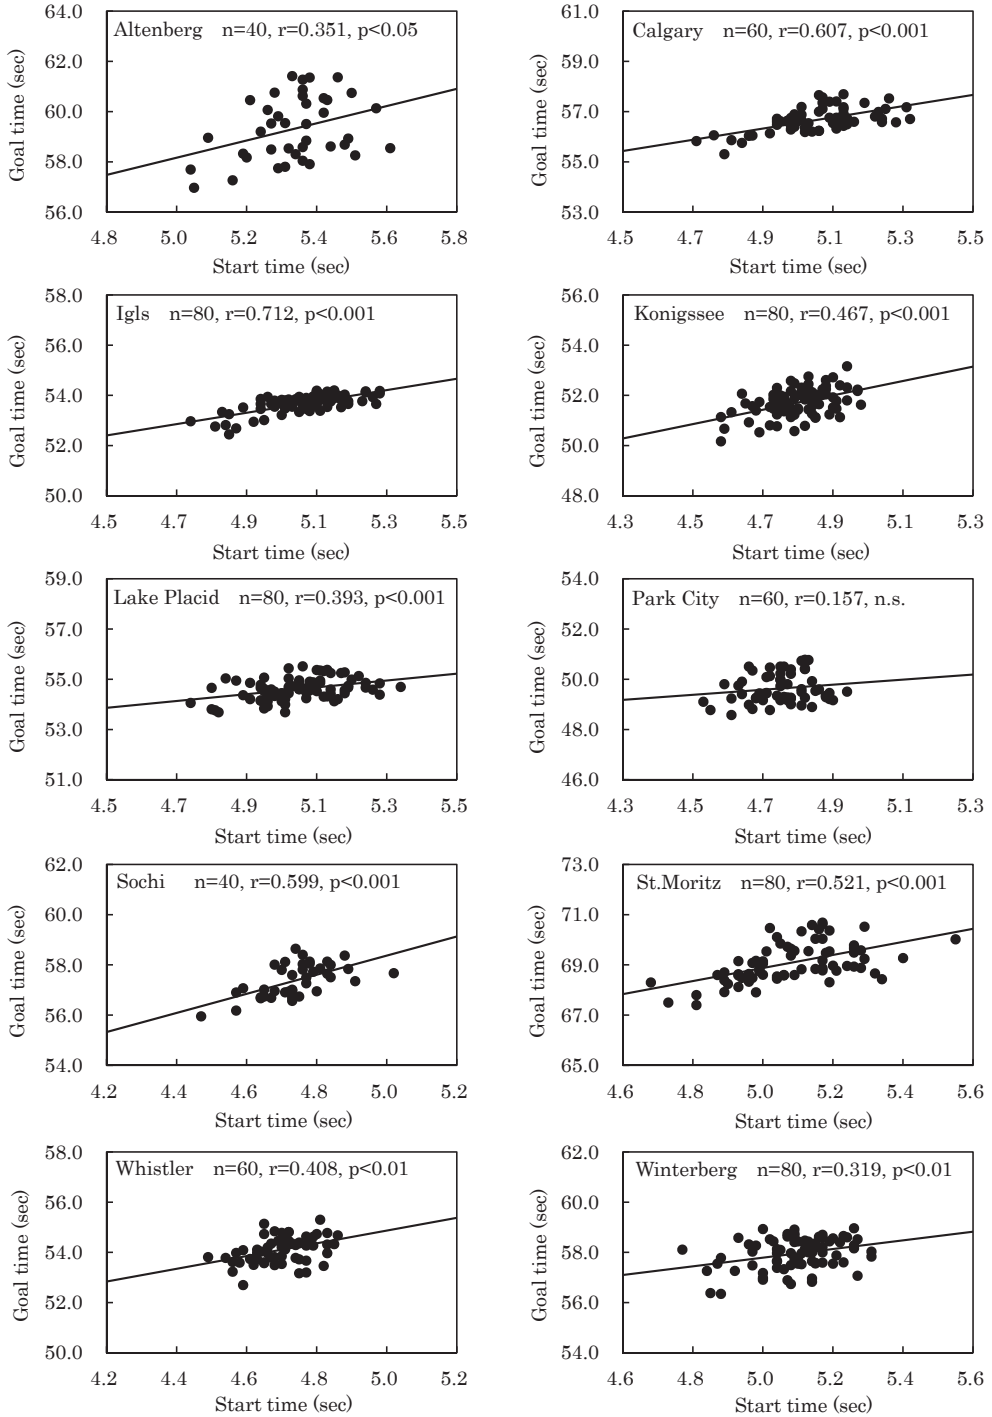 Altenberg n=40, r=0.351, p<0.05
Goal time (sec)
64.0
62.0
60.0
58.0
56.0
4.8 5.0 5.2 5.4 5.6 5.8
Start time (sec)
Calgary n=60, r=0.607, p<0.001
Goal time (sec)
61.0
59.0
57.0
55.0
53.0
4.5 4.7 4.9 5.1 5.3 5.5
Start time (sec)
Igls n=80, r=0.712, p<0.001
Goal time (sec)
58.0
56.0
54.0
52.0
50.0
4.5 4.7 4.9 5.1 5.3 5.5
Start time (sec)
Konigssee n=80, r=0.467, p<0.001
Goal time (sec)
56.0
54.0
52.0
50.0
48.0
4.3 4.5 4.7 4.9 5.1 5.3
Start time (sec)
Lake Placid n=80, r=0.393, p<0.001
Goal time (sec)
59.0
57.0
55.0
53.0
51.0
4.5 4.7 4.9 5.1 5.3 5.5
Start time (sec)
Park City n=60, r=0.157, n.s.
Goal time (sec)
54.0
52.0
50.0
48.0
46.0
4.3 4.5 4.7 4.9 5.1 5.3
Start time (sec)
Sochi n=40, r=0.599, p<0.001
Goal time (sec)
62.0
60.0
58.0
56.0
54.0
4.2 4.4 4.6 4.8 5.0 5.2
Start time (sec)
St.Moritz n=80, r=0.521, p<0.001
Goal time (sec)
73.0
71.0
69.0
67.0
65.0
4.6 4.8 5.0 5.2 5.4 5.6
Start time (sec)
Whistler n=60, r=0.408, p<0.01
Goal time (sec)
58.0
56.0
54.0
52.0
50.0
4.2 4.4 4.6 4.8 5.0 5.2
Start time (sec)
Winterberg n=80, r=0.319, p<0.01
Goal time (sec)
62.0
60.0
58.0
56.0
54.0
4.6 4.8 5.0 5.2 5.4 5.6
Start time (sec)